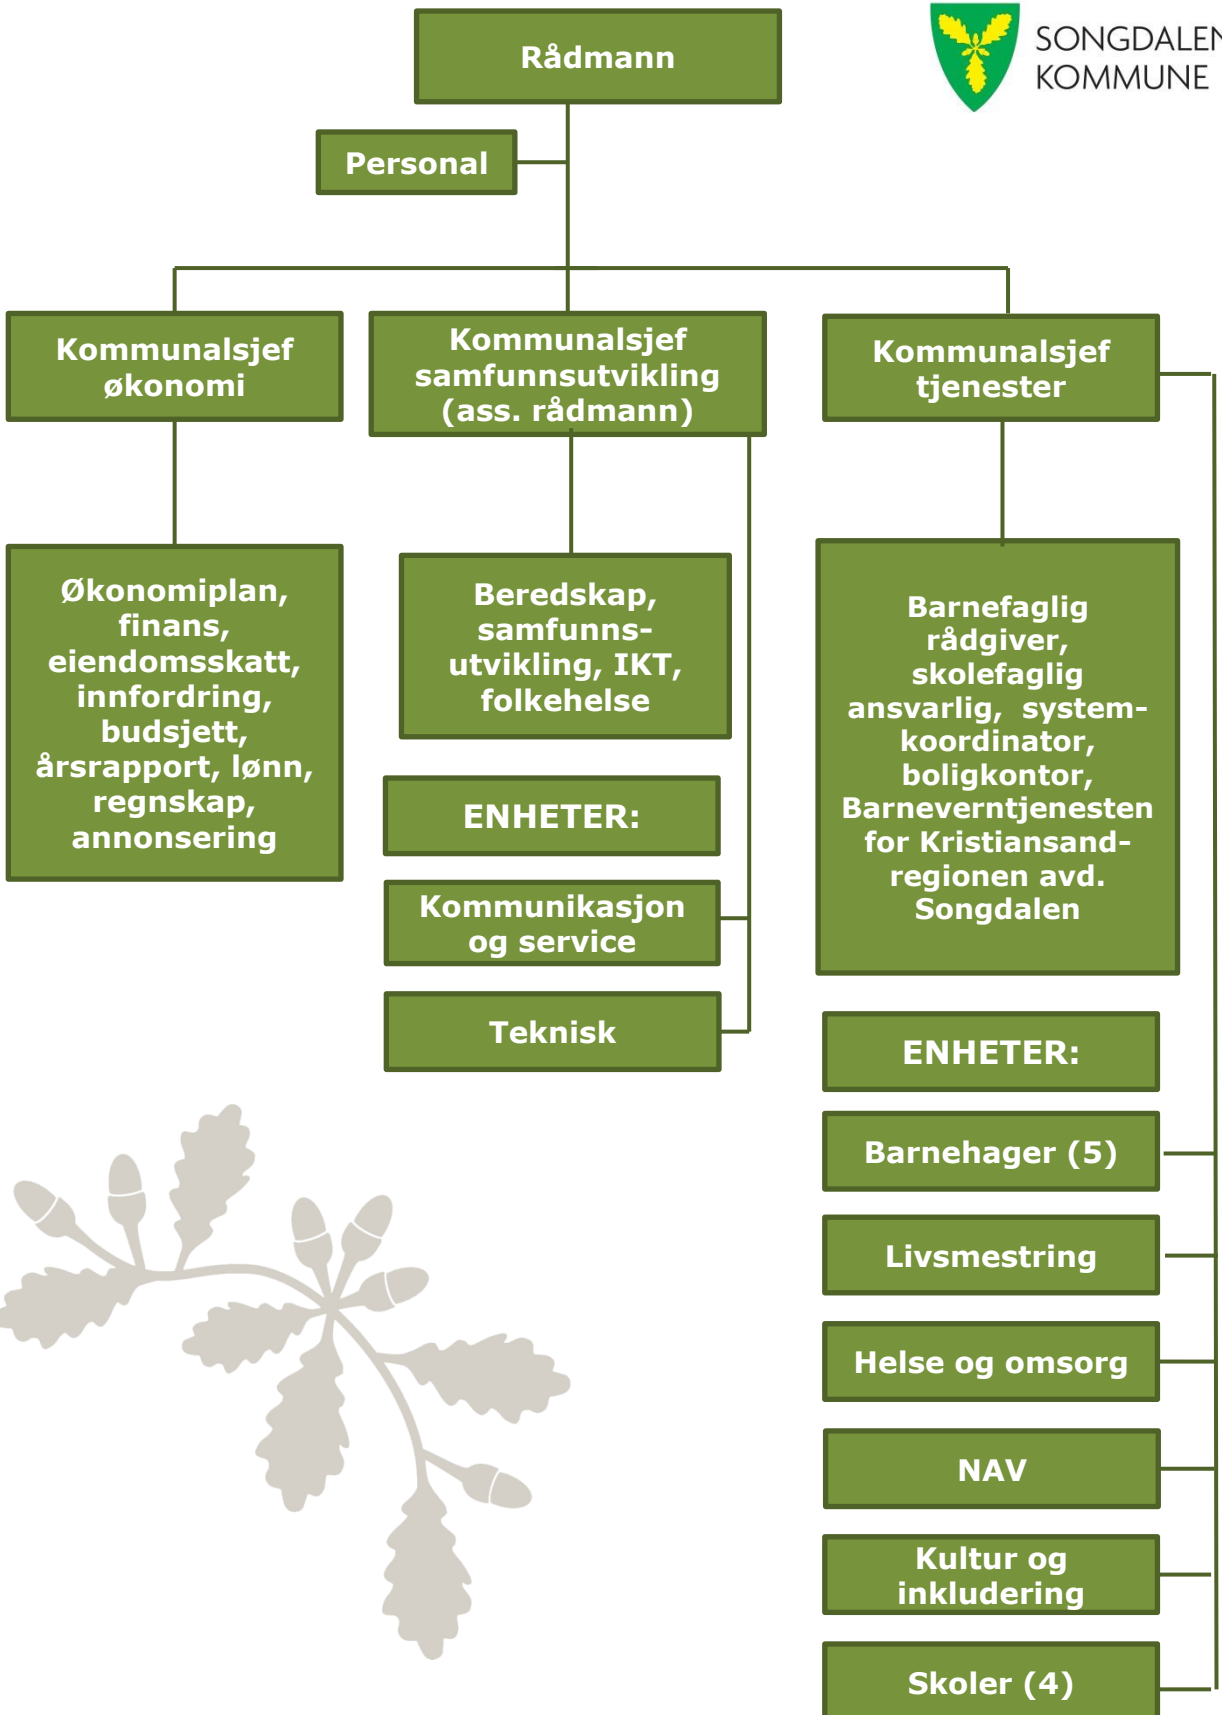 Rådmann
SONGDALEN
KOMMUNE
Personal
Kommunalsjef
økonomi
Kommunalsjef
samfunnsutvikling
(ass. rådmann)
Kommunalsjef
tjenester
Økonomiplan,
finans,
eiendomsskatt,
innfordring,
budsjett,
årsrapport, lønn,
regnskap,
annonsering
Beredskap,
samfunns-
utvikling, IKT,
folkehelse
ENHETER:
Kommunikasjon
og service
Teknisk
Barnefaglig
rådgiver,
skolefaglig
ansvarlig, system-
koordinator,
boligkontor,
Barneverntjenesten
for Kristiansand-
regionen avd.
Songdalen
ENHETER:
Barnehager (5)
Livsmestring
Helse og omsorg
NAV
Kultur og
inkludering
Skoler (4)